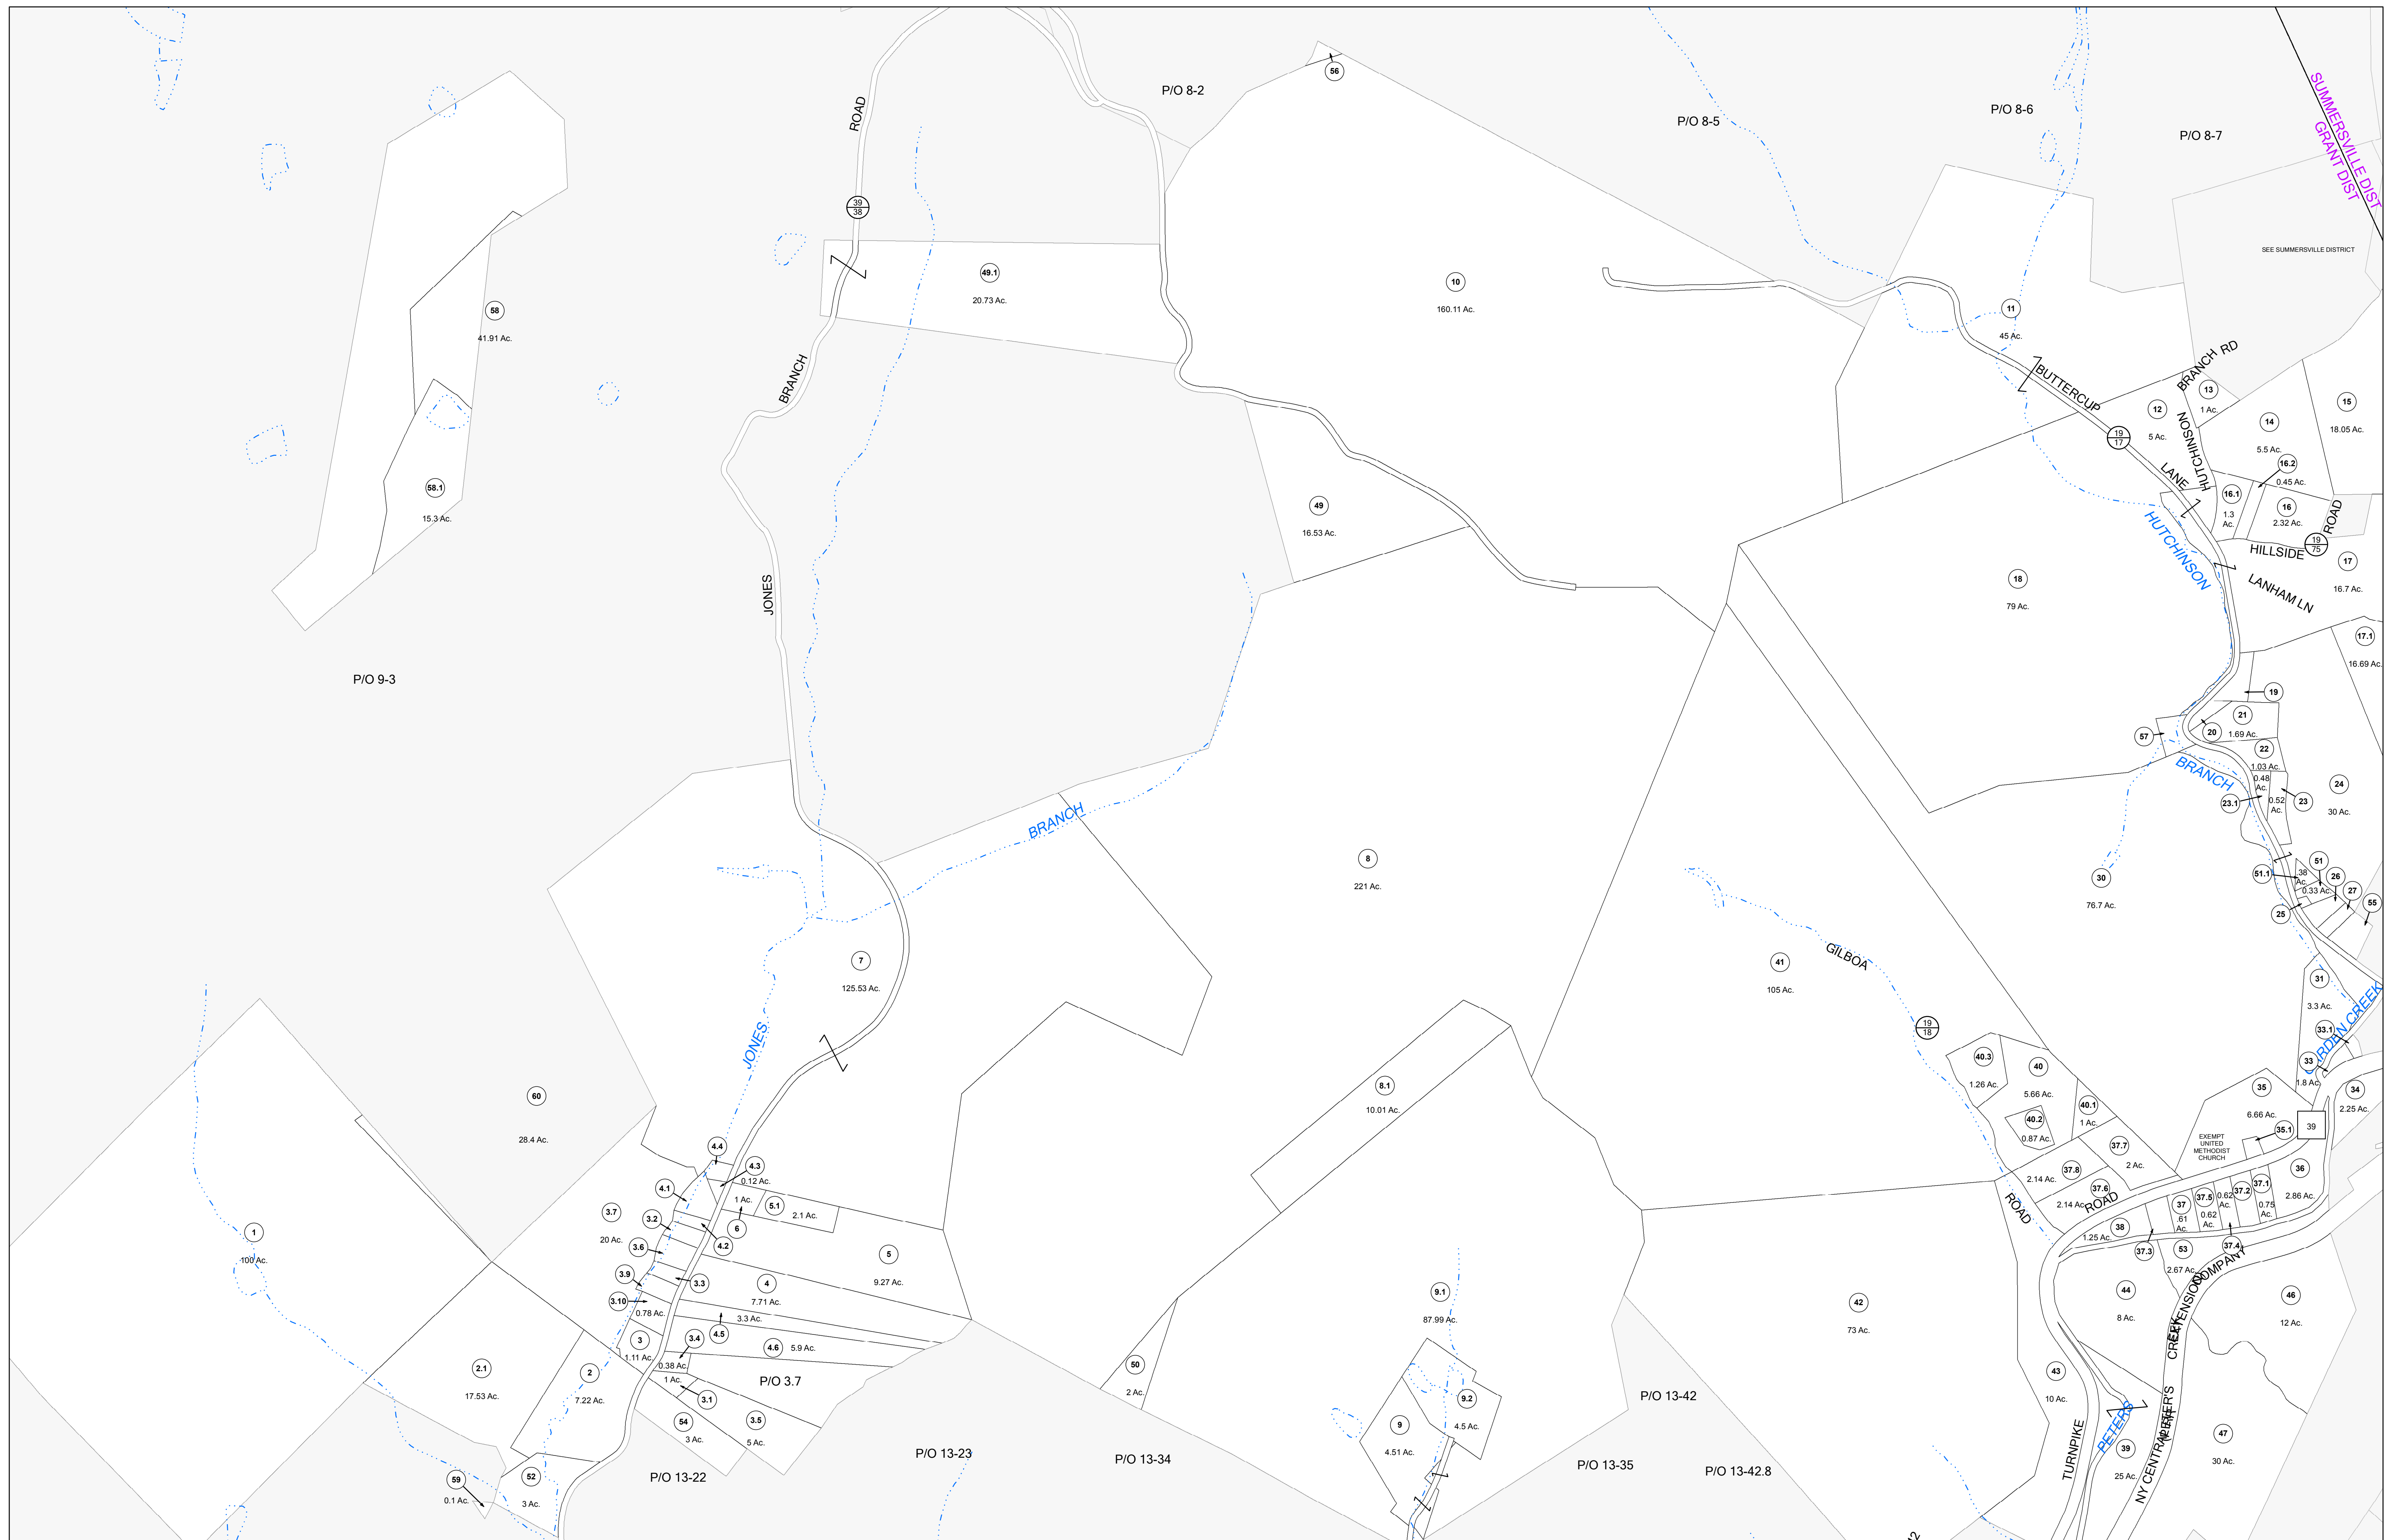 P/O 8-2
P/O 8-5
P/O 8-6
P/O 8-7
SUMMERSVILLE DIST
GRANT DIST
SEE SUMMERSVILLE DISTRICT
56
ROAD
39
38
49.1
20.73 Ac.
10
160.11 Ac.
11
45 Ac.
58
41.91 Ac.
58.1
15.3 Ac.
BRANCH
JONES
49
16.53 Ac.
BUTTERCUP
LANE
19
17
HUTCHINSON
BRANCH RD
12
5 Ac.
13
1 Ac.
14
5.5 Ac.
15
18.05 Ac.
16.2
0.45 Ac.
16.1
1.3
Ac.
16
2.32 Ac.
HILLSIDE
ROAD
19
75
17
16.7 Ac.
LANHAM LN
HUTCHINSON
BRANCH
18
79 Ac.
17.1
16.69 Ac.
P/O 9-3
19
20
21
1.69 Ac.
57
22
1.03 Ac.
0.48
Ac.
23.1
0.52
Ac.
23
24
30 Ac.
BRANCH
JONES
8
221 Ac.
30
76.7 Ac.
51
51.1
.38
Ac.
0.33 Ac.
26
27
55
25
7
125.53 Ac.
41
105 Ac.
GILBOA
ROAD
19
18
31
3.3 Ac.
33.1
33
1.8 Ac.
34
2.25 Ac.
60
28.4 Ac.
8.1
10.01 Ac.
40.3
1.26 Ac.
40
5.66 Ac.
40.2
0.87 Ac.
40.1
1 Ac.
35
6.66 Ac.
39
35.1
EXEMPT
UNITED
METHODIST
CHURCH
37.7
2 Ac.
37.8
2.14 Ac.
37.6
2.14 Ac.
ROAD
36
2.86 Ac.
37
.61
Ac.
37.5
0.62
Ac.
0.62
Ac.
37.2
37.1
0.75
Ac.
38
1.25 Ac.
37.3
37.4
53
2.67 Ac.
4.4
4.3
0.12 Ac.
4.1
1 Ac.
5.1
2.1 Ac.
6
3.7
20 Ac.
3.2
4.2
3.6
5
9.27 Ac.
3.9
3.3
4
7.71 Ac.
3.10
0.78 Ac.
3.3 Ac.
4.5
3
1.11 Ac.
3.4
0.38 Ac.
4.6
5.9 Ac.
1 Ac.
3.1
P/O 3.7
3.5
5 Ac.
54
3 Ac.
1
100 Ac.
2.1
17.53 Ac.
2
7.22 Ac.
59
0.1 Ac.
52
3 Ac.
50
2 Ac.
9.1
87.99 Ac.
9.2
4.5 Ac.
9
4.51 Ac.
42
73 Ac.
44
8 Ac.
46
12 Ac.
43
10 Ac.
39
25 Ac.
47
30 Ac.
TURNPIKE
PETERS
NY CENTRAL
PETER'S
CREEK
EXTENSION
COMPANY
P/O 13-22
P/O 13-23
P/O 13-34
P/O 13-35
P/O 13-42
P/O 13-42.8